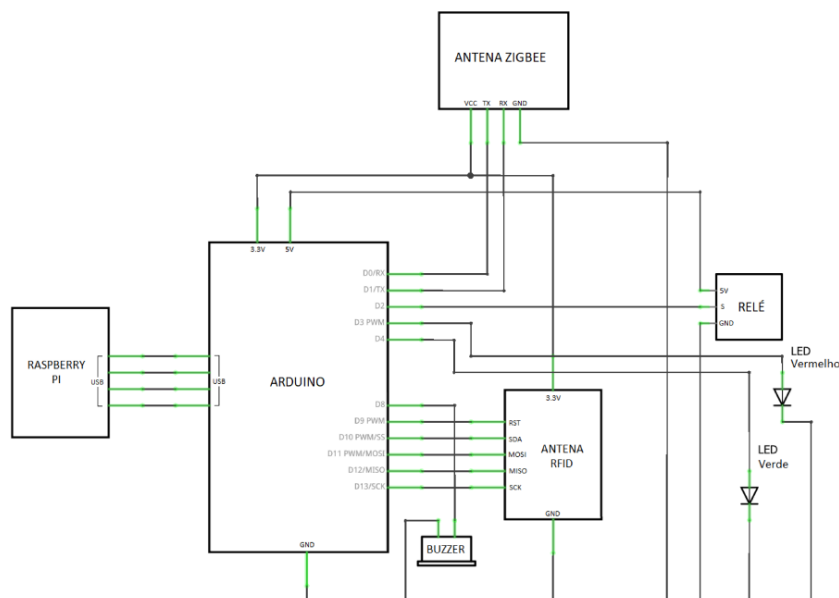 ANTENA ZIGBEE
VCC TX RX GND
3.3V 5V
D0/RX
D1/TX
D2
D3 PWM
D4
D8
D9 PWM
D10 PWM/SS
D11 PWM/MOSI
D12/MISO
D13/SCK
GND
ARDUINO
USB
RASPBERRY
PI
USB
5V
S
GND
RELÉ
LED
Vermelho
LED
Verde
3.3V
RST
SDA
MOSI
MISO
SCK
GND
ANTENA
RFID
BUZZER